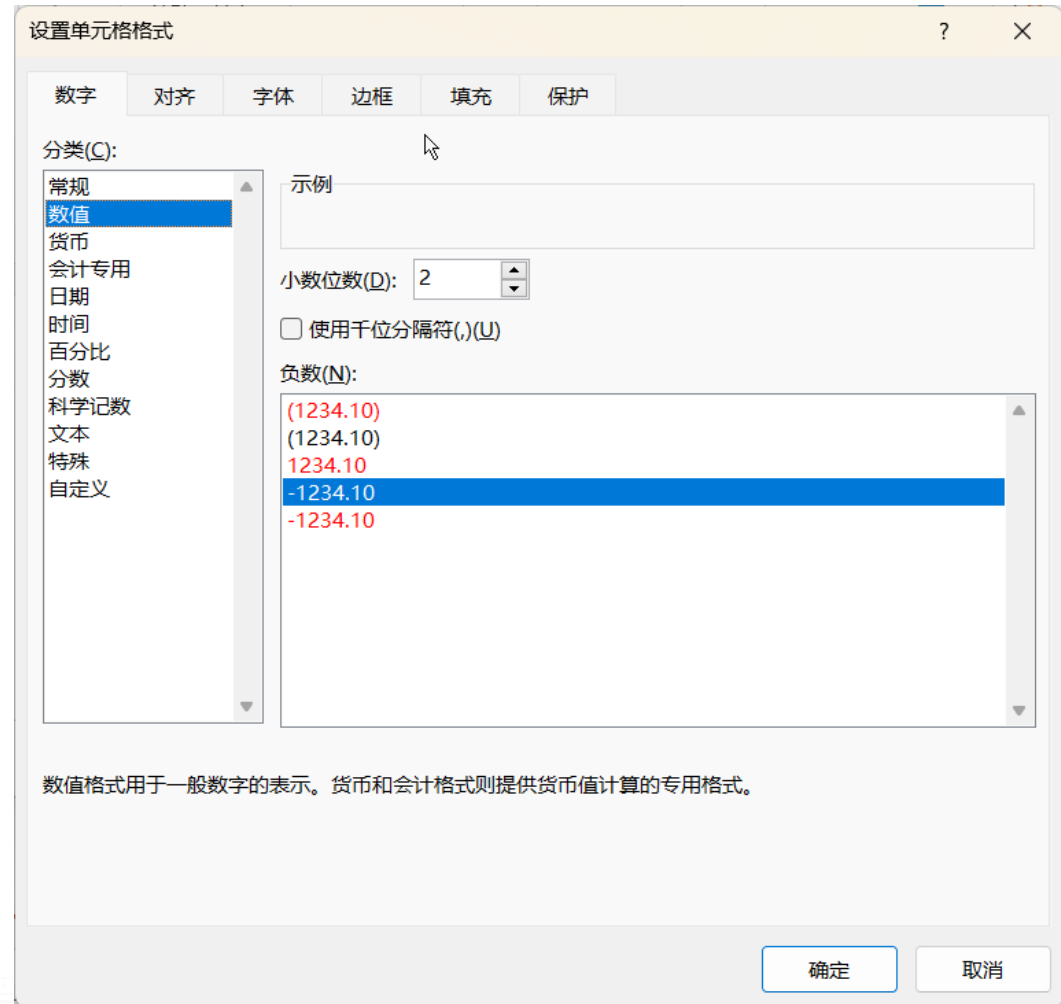 设置单元格格式 ?
数字 对齐 字体 边框 填充 保护
分类(C):
常规
数值
货币
会计专用
日期
时间
百分比
分数
科学记数
文本
特殊
自定义
示例
小数位数(D): 2
使用千位分隔符(,)(U)
负数(N):
(1234.10)
(1234.10)
1234.10
-1234.10
-1234.10
数值格式用于一般数字的表示。货币和会计格式则提供货币值计算的专用格式。
确定 取消